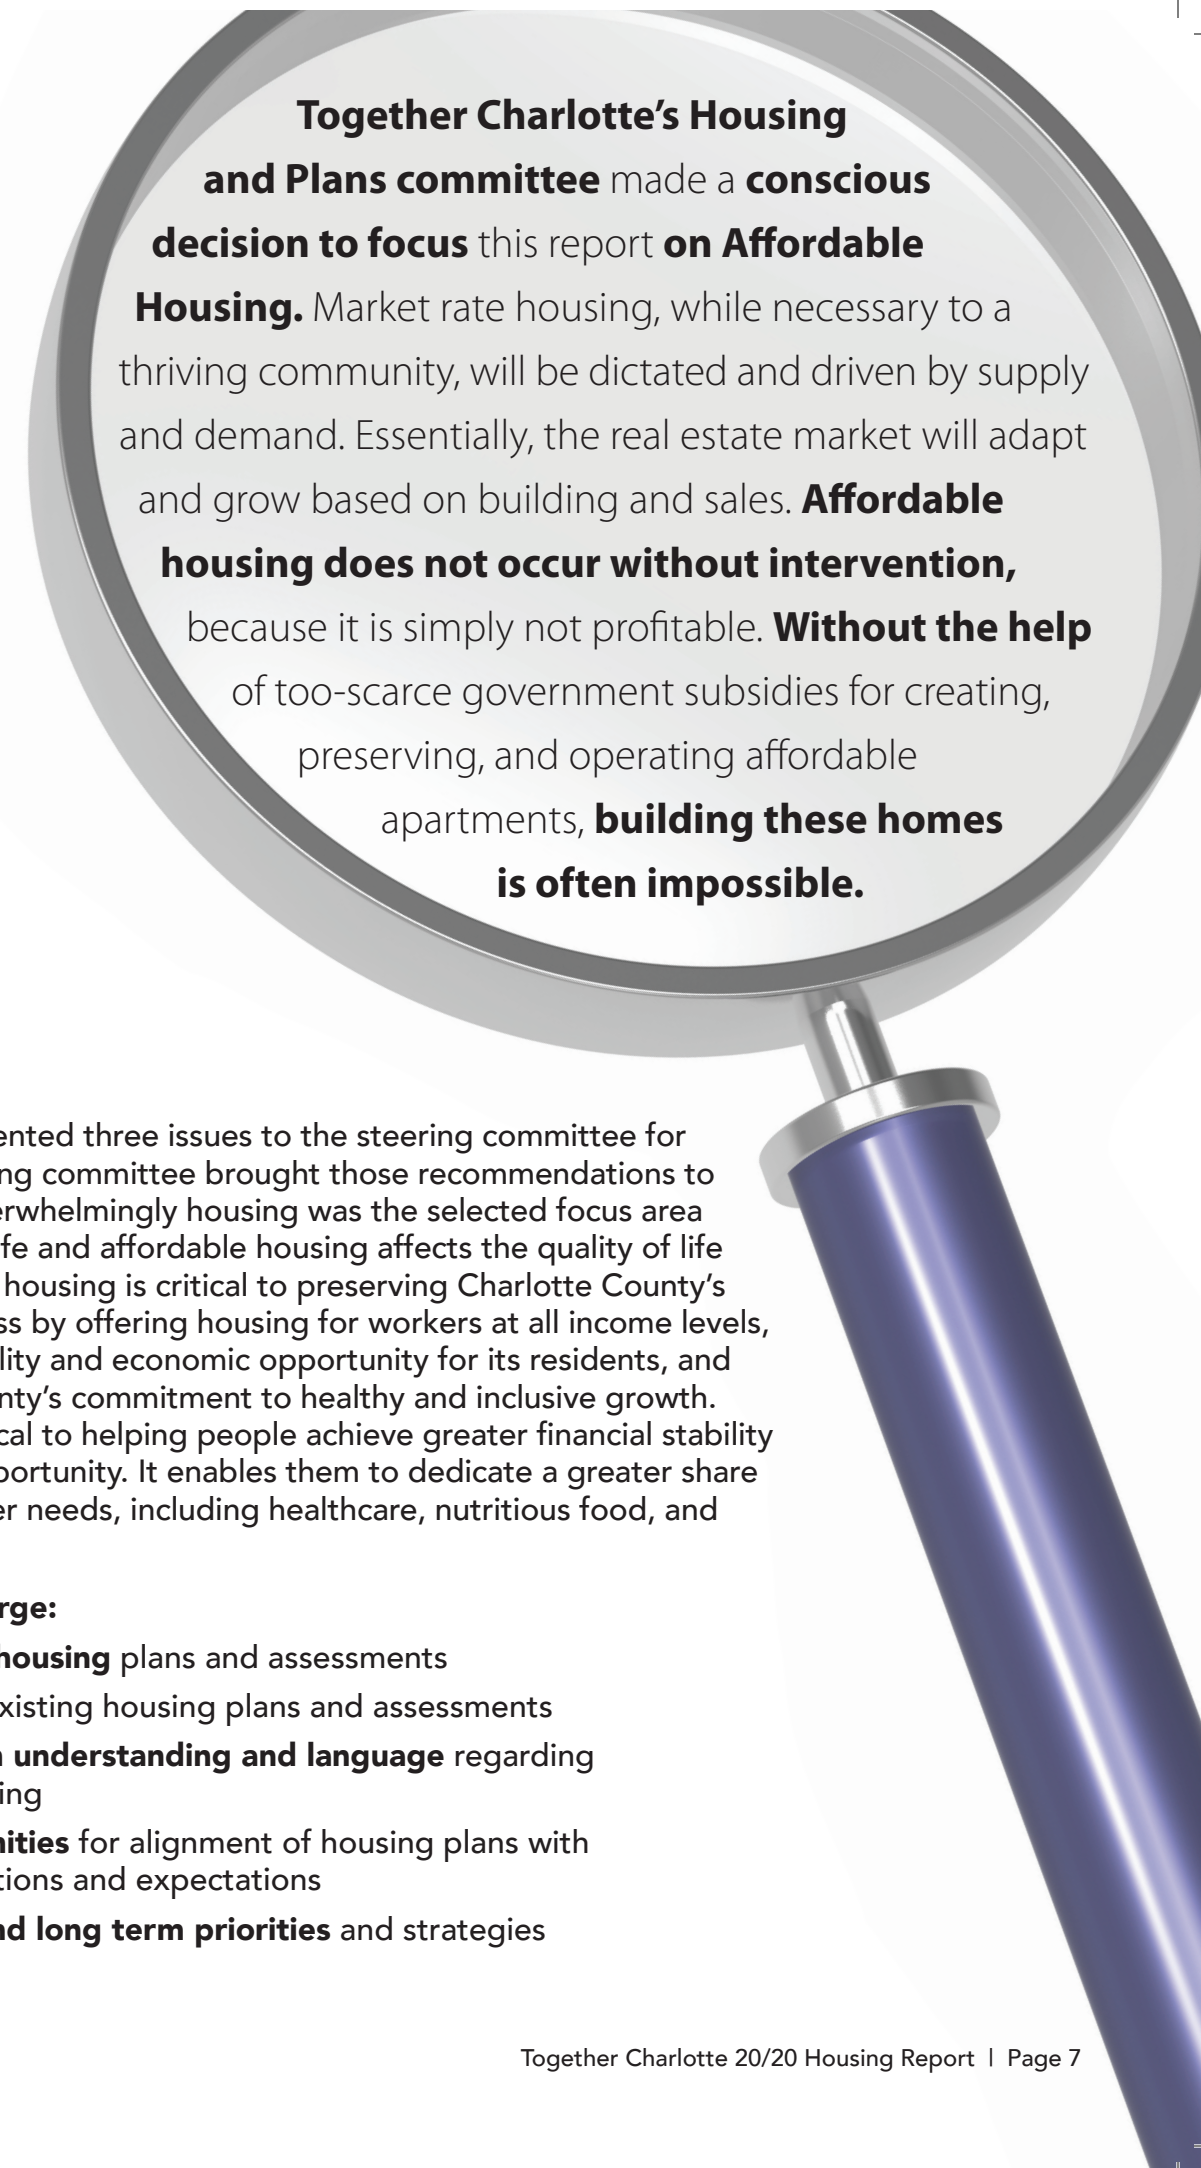 Together Charlotte’s Housing
and Plans committee made a conscious
decision to focus this report on Affordable
Housing. Market rate housing, while necessary to a
thriving community, will be dictated and driven by supply
and demand. Essentially, the real estate market will adapt
and grow based on building and sales. Affordable
housing does not occur without intervention,
because it is simply not profitable. Without the help
of too-scarce government subsidies for creating,
preserving, and operating affordable
apartments, building these homes
is often impossible.
ented three issues to the steering committee for
ng committee brought those recommendations to
erwhelmingly housing was the selected focus area
fe and affordable housing affects the quality of life
housing is critical to preserving Charlotte County’s
ss by offering housing for workers at all income levels,
lity and economic opportunity for its residents, and
nty’s commitment to healthy and inclusive growth.
cal to helping people achieve greater financial stability
portunity. It enables them to dedicate a greater share
er needs, including healthcare, nutritious food, and
rge:
housing plans and assessments
xisting housing plans and assessments
understanding and language regarding
ing
nities for alignment of housing plans with
tions and expectations
nd long term priorities and strategies
Together Charlotte 20/20 Housing Report | Page 7